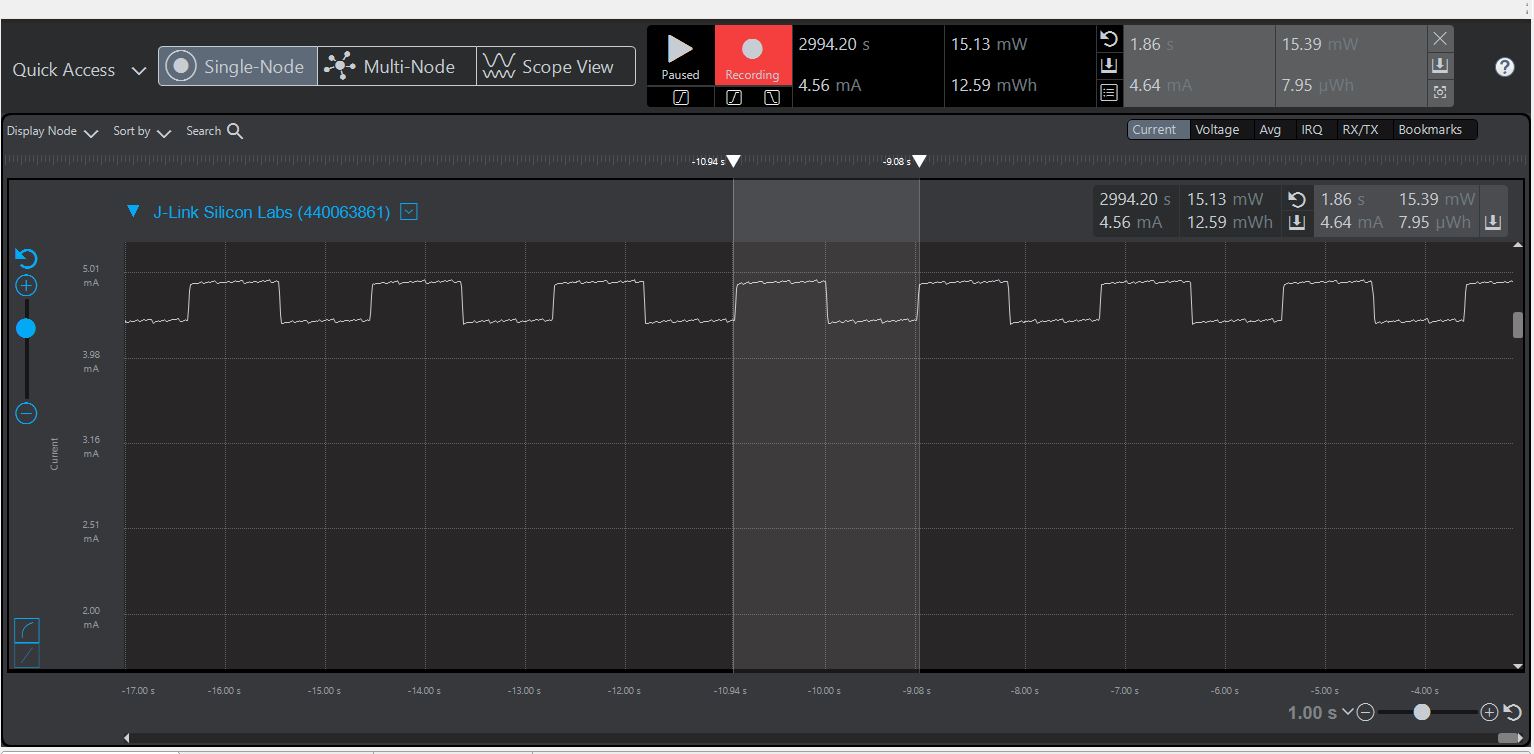 Quick Access
Single-Node
Multi-Node
Scope View
Paused
Recording
2994.20 s
15.13 mW
4.56 mA
12.59 mWh
1.86 s
15.39 mW
4.64 mA
7.95 µWh
?
Display Node
Sort by
Search
Current
Voltage
Avg
IRQ
RX/TX
Bookmarks
-10.94 s
-9.08 s
J-Link Silicon Labs (440063861)
2994.20 s 15.13 mW
4.56 mA 12.59 mWh
1.86 s 15.39 mW
4.64 mA 7.95 µWh
5.01
mA
3.98
mA
3.16
mA
Current
2.51
mA
2.00
mA
-17.00 s -16.00 s -15.00 s -14.00 s -13.00 s -12.00 s -10.94 s -10.00 s -9.08 s -8.00 s -7.00 s -6.00 s -5.00 s -4.00 s
1.00 s